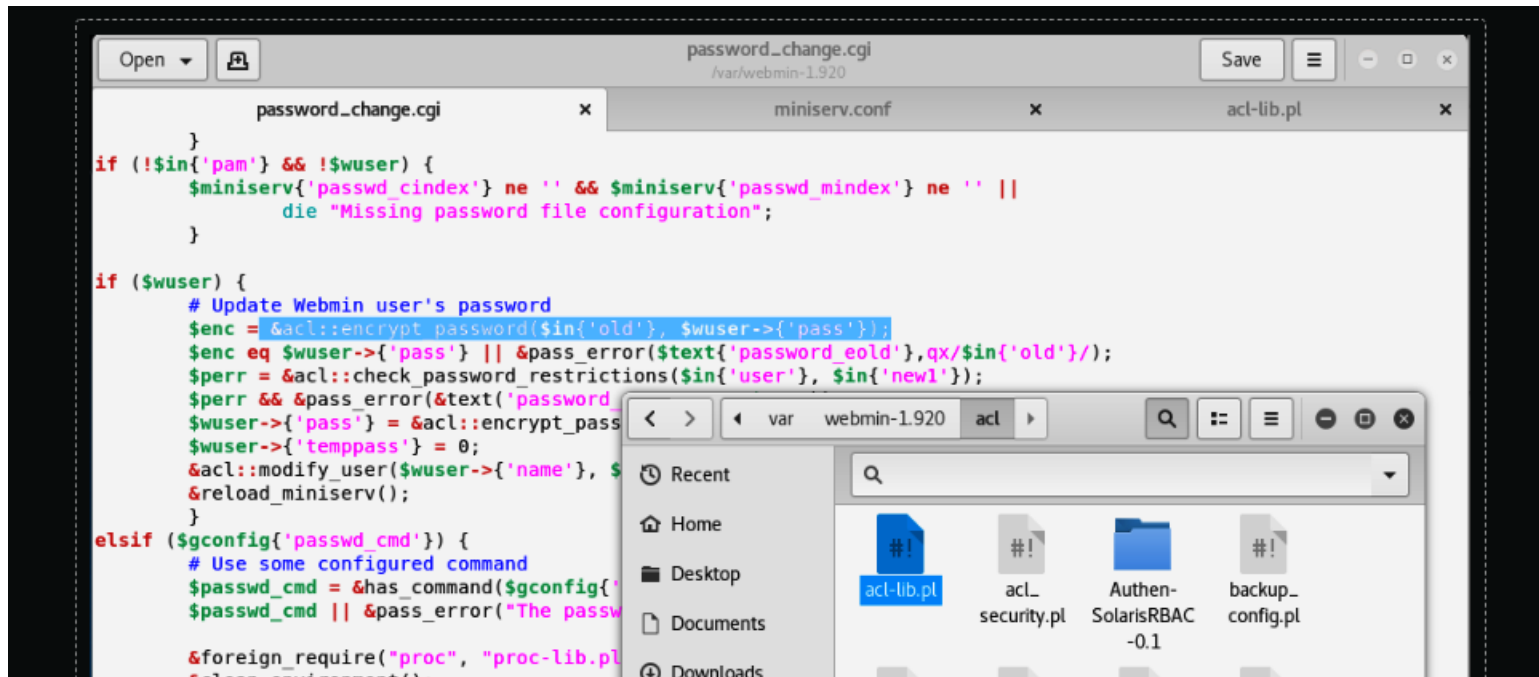 Open
password_change.cgi
/var/webmin-1.920
Save
password_change.cgi
miniserv.conf
acl-lib.pl
}
if (!$in{'pam'} && !$wuser) {
$miniserv{'passwd_cindex'} ne '' && $miniserv{'passwd_mindex'} ne '' ||
die "Missing password file configuration";
}
if ($wuser) {
# Update Webmin user's password
$enc = &acl::encrypt_password($in{'old'}, $wuser->{'pass'});
$enc eq $wuser->{'pass'} || &pass_error($text{'password_eold'},qx/$in{'old'}/);
$perr = &acl::check_password_restrictions($in{'user'}, $in{'new1'});
$perr && &pass_error(&text('password_
$wuser->{'pass'} = &acl::encrypt_pass
$wuser->{'temppass'} = 0;
&acl::modify_user($wuser->{'name'}, $
&reload_miniserv();
}
elsif ($gconfig{'passwd_cmd'}) {
# Use some configured command
$passwd_cmd = &has_command($gconfig{'
$passwd_cmd || &pass_error("The passw
&foreign_require("proc", "proc-lib.pl
var
webmin-1.920
acl
Recent
Home
Desktop
Documents
Downloads
#!
#!
#!
acl-lib.pl
acl_
security.pl
Authen-
SolarisRBAC
-0.1
backup_
config.pl